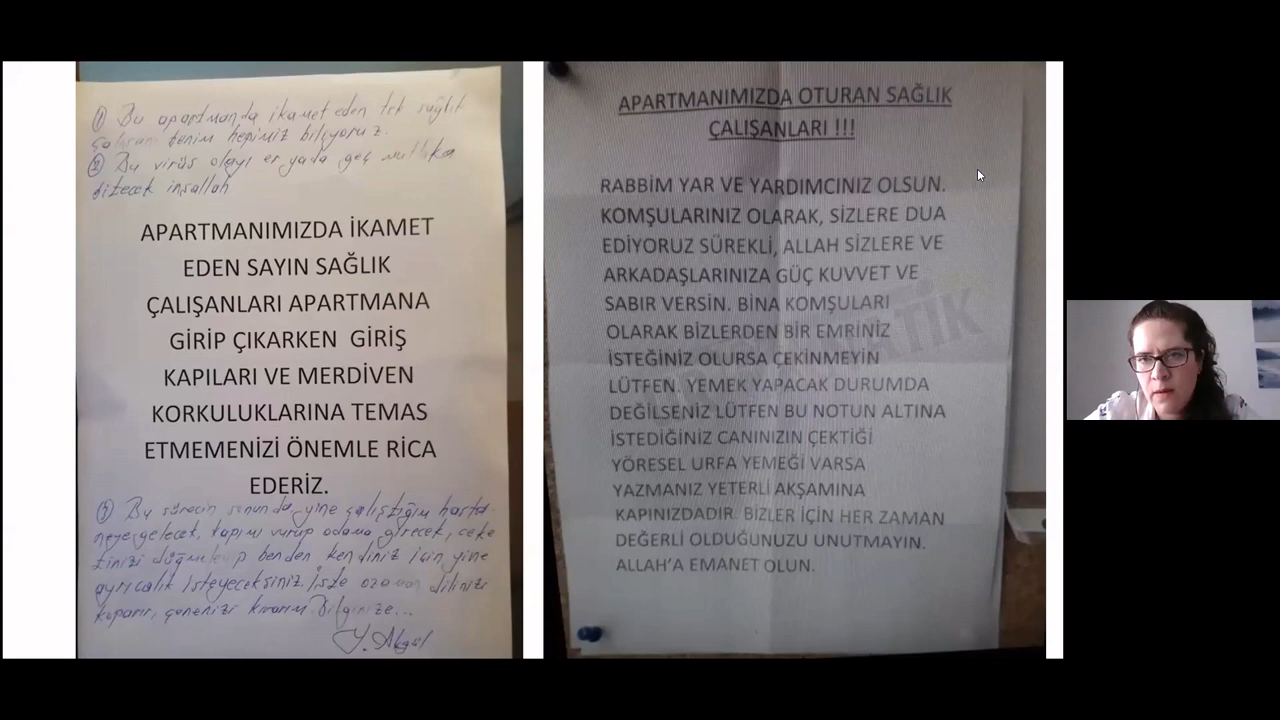 ① Bu apartmanda ikamet eden tek sağlık
çalışanı benim hepimiz biliyoruz.
② Bu virüs olayı er yada geç mutlaka
bitecek inşallah
APARTMANIMIZDA İKAMET
EDEN SAYIN SAĞLIK
ÇALIŞANLARI APARTMANA
GİRİP ÇIKARKEN GİRİŞ
KAPILARI VE MERDİVEN
KORKULUKLARINA TEMAS
ETMEMENİZİ ÖNEMLE RİCA
EDERİZ.
③ Bu sürecin sonunda, yine çalıştığım hasta-
neye gelecek, kapımı vurup odama girecek, ceke-
tinizi düğmeleyip benden kendiniz için yine
ayrıcalık isteyeceksiniz. İşte o zaman dilinizi
koparır, çenenizi kırarım. Bilginize...
Y. Akgül
APARTMANIMIZDA OTURAN SAĞLIK
ÇALIŞANLARI !!!
RABBİM YAR VE YARDIMCINIZ OLSUN.
KOMŞULARINIZ OLARAK, SİZLERE DUA
EDİYORUZ SÜREKLİ, ALLAH SİZLERE VE
ARKADAŞLARINIZA GÜÇ KUVVET VE
SABIR VERSİN. BİNA KOMŞULARI
OLARAK BİZLERDEN BİR EMRİNİZ
İSTEĞİNİZ OLURSA ÇEKİNMEYİN
LÜTFEN. YEMEK YAPACAK DURUMDA
DEĞİLSENİZ LÜTFEN BU NOTUN ALTINA
İSTEDİĞİNİZ CANINIZIN ÇEKTİĞİ
YÖRESEL URFA YEMEĞİ VARSA
YAZMANIZ YETERLİ AKŞAMINA
KAPINIZDADIR. BİZLER İÇİN HER ZAMAN
DEĞERLİ OLDUĞUNUZU UNUTMAYIN.
ALLAH'A EMANET OLUN.